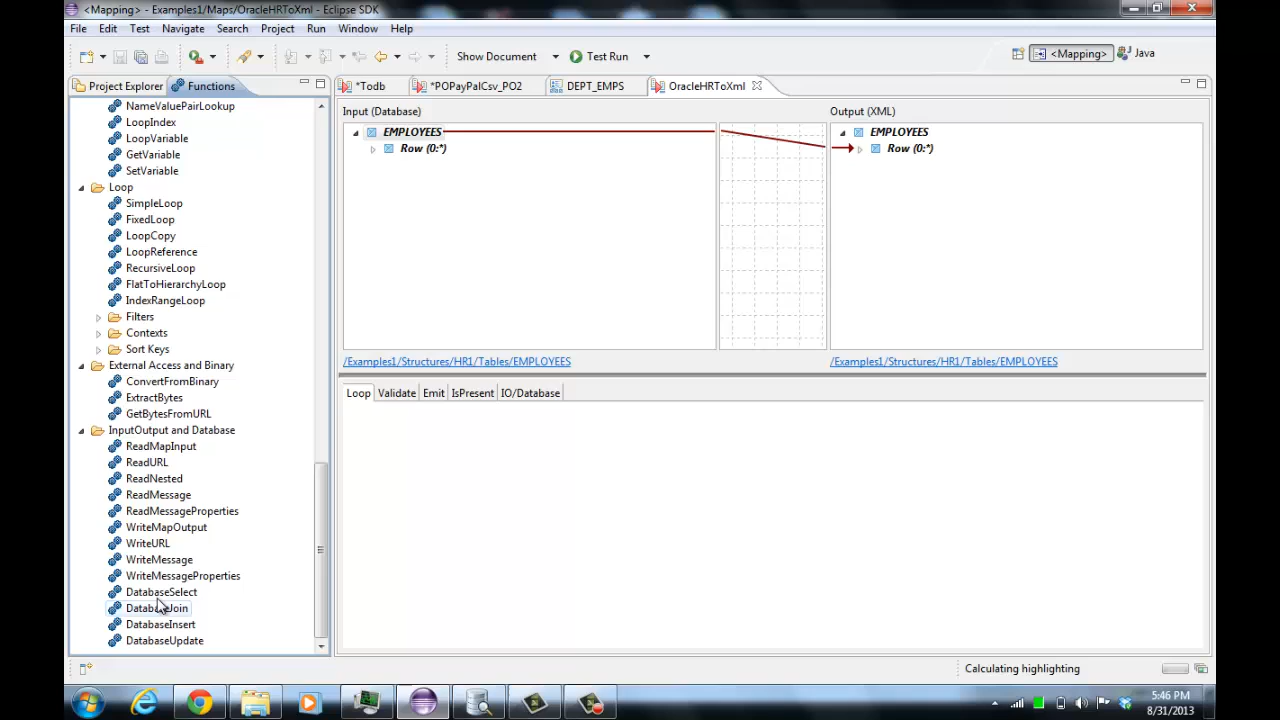 <Mapping> - Examples1/Maps/OracleHRToXml - Eclipse SDK
File Edit Test Navigate Search Project Run Window Help
Show Document Test Run <Mapping> Java
Project Explorer Functions *Todb *POPayPalCsv_PO2 DEPT_EMPS OracleHRToXml
NameValuePairLookup
LoopIndex
LoopVariable
GetVariable
SetVariable
Loop
SimpleLoop
FixedLoop
LoopCopy
LoopReference
RecursiveLoop
FlatToHierarchyLoop
IndexRangeLoop
Filters
Contexts
Sort Keys
External Access and Binary
ConvertFromBinary
ExtractBytes
GetBytesFromURL
InputOutput and Database
ReadMapInput
ReadURL
ReadNested
ReadMessage
ReadMessageProperties
WriteMapOutput
WriteURL
WriteMessage
WriteMessageProperties
DatabaseSelect
DatabaseJoin
DatabaseInsert
DatabaseUpdate
Input (Database)
EMPLOYEES
Row (0:*)
/Examples1/Structures/HR1/Tables/EMPLOYEES
Output (XML)
EMPLOYEES
Row (0:*)
/Examples1/Structures/HR1/Tables/EMPLOYEES
Loop Validate Emit IsPresent IO/Database
Calculating highlighting
5:46 PM
8/31/2013